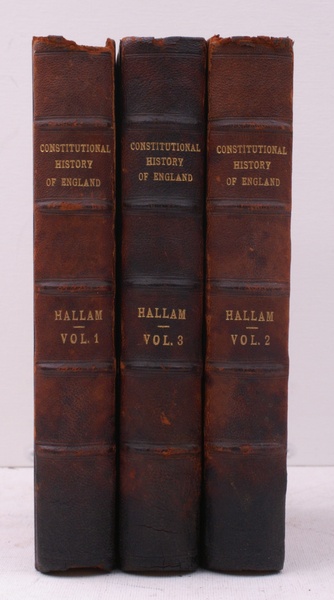 CONSTITUTIONAL
HISTORY
OF ENGLAND
HALLAM
VOL. 1
CONSTITUTIONAL
HISTORY
OF ENGLAND
HALLAM
VOL. 3
CONSTITUTIONAL
HISTORY
OF ENGLAND
HALLAM
VOL. 2